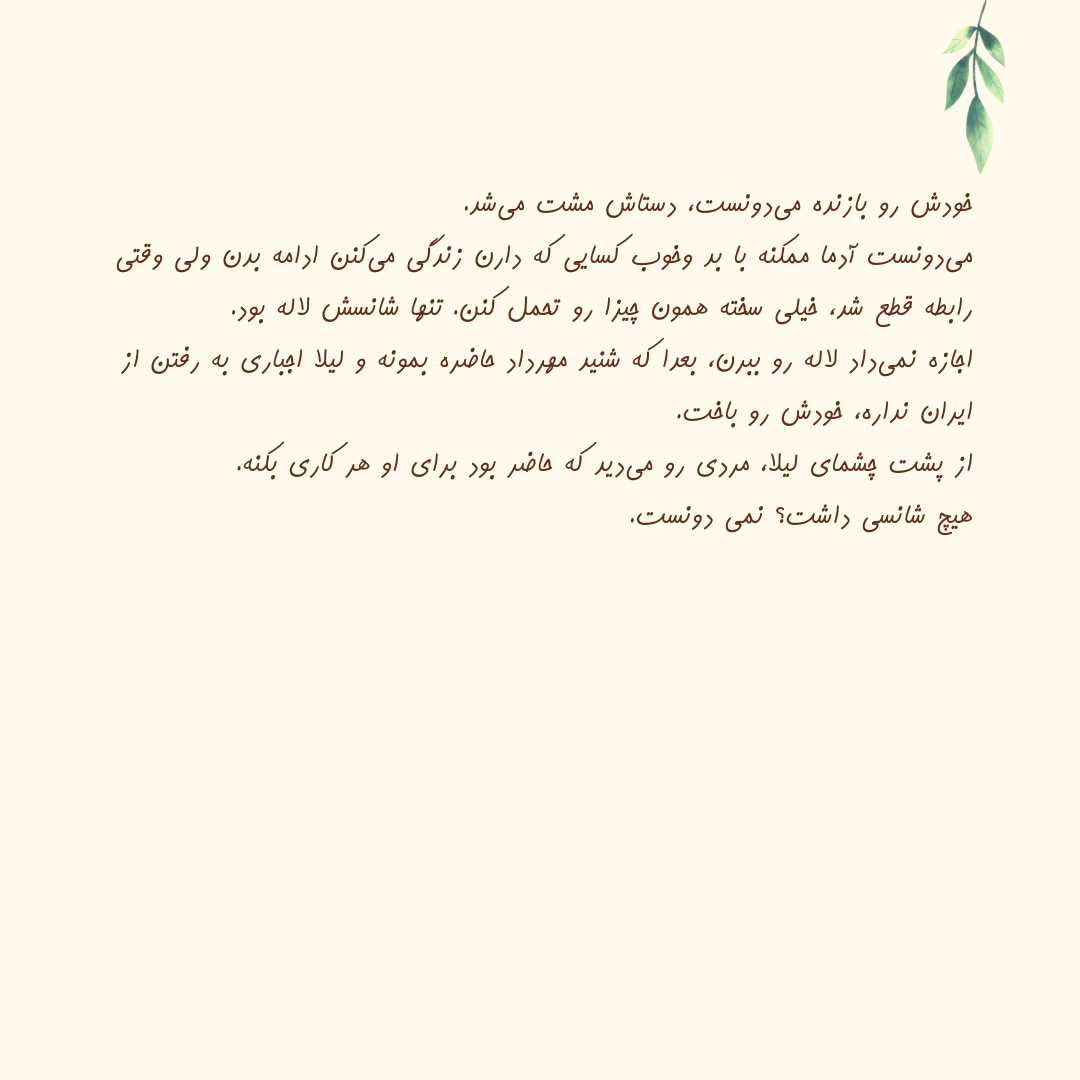 خودش رو بازنده می‌دونست، دستاش مشت می‌شد.
می‌دونست آدما ممکنه با بد وخوب کسایی که دارن زندگی می‌کنن ادامه بدن ولی وقتی
رابطه قطع شد، خیلی سخته همون چیزا رو تحمل کنن. تنها شانسش لاله بود.
اجازه نمی‌داد لاله رو ببرن، بعدا که شنید مهرداد حاضره بمونه و لیلا اجباری به رفتن از
ایران نداره، خودش رو باخت.
از پشت چشمای لیلا، مردی رو می‌دید که حاضر بود برای او هر کاری بکنه.
هیچ شانسی داشت؟ نمی دونست.